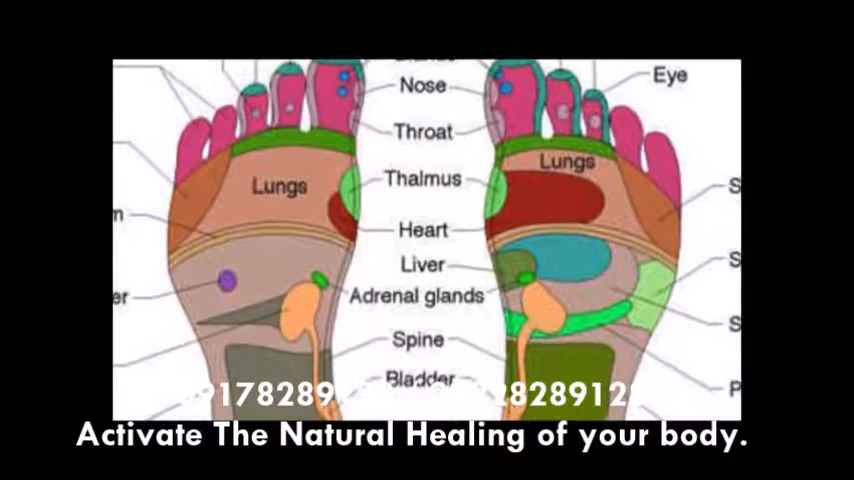 Nose
Eye
Throat
Lungs
Lungs
Thalmus
S
Heart
m
Liver
S
er
Adrenal glands
S
Spine
Bladder
P
Activate The Natural Healing of your body.